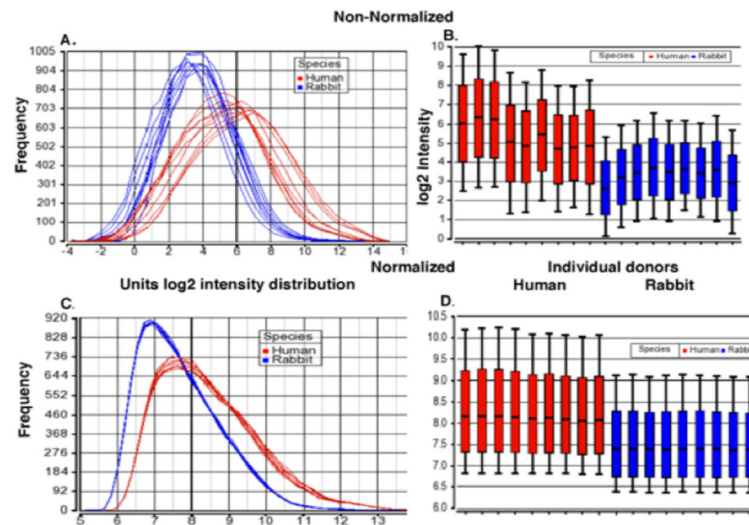 Non-Normalized
A.
Species
Human
Rabbit
Frequency
1005
904
804
703
603
502
402
301
201
100
0
-4 -2 0 2 4 6 8 10 12 14
B.
Species Human Rabbit
log2 Intensity
10
9
8
7
6
5
4
3
2
1
0
Normalized
Units log2 intensity distribution
Individual donors
Human Rabbit
C.
Species
Human
Rabbit
Frequency
920
828
736
644
552
460
368
276
184
92
0
5 6 7 8 9 10 11 12 13
D.
Species Human Rabb
10.5
10.0
9.5
9.0
8.5
8.0
7.5
7.0
6.5
6.0